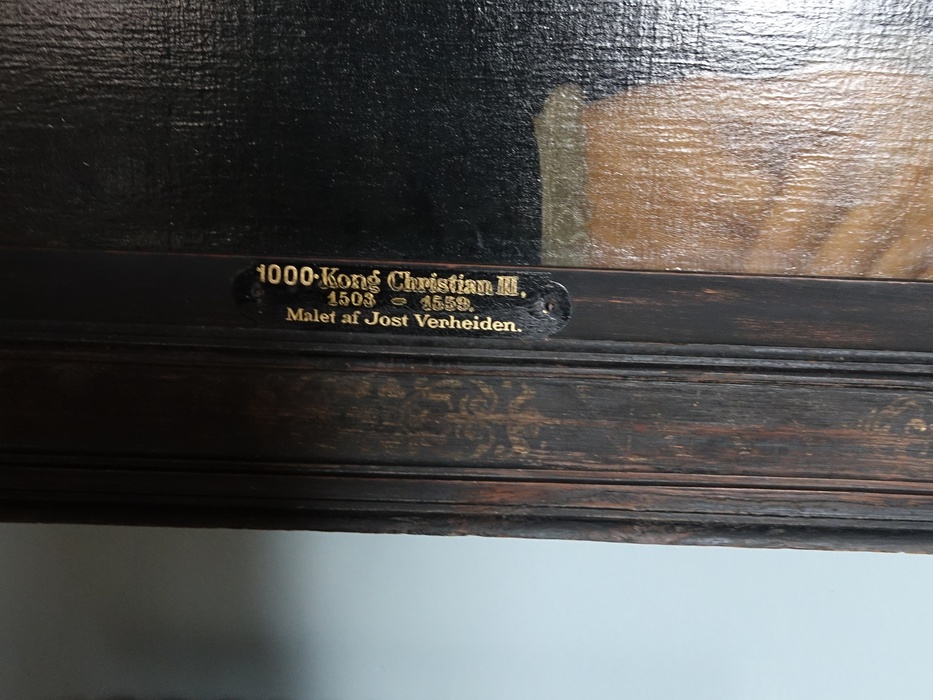 1000·Kong Christian III.
1503 - 1559.
Malet af Jost Verheiden.